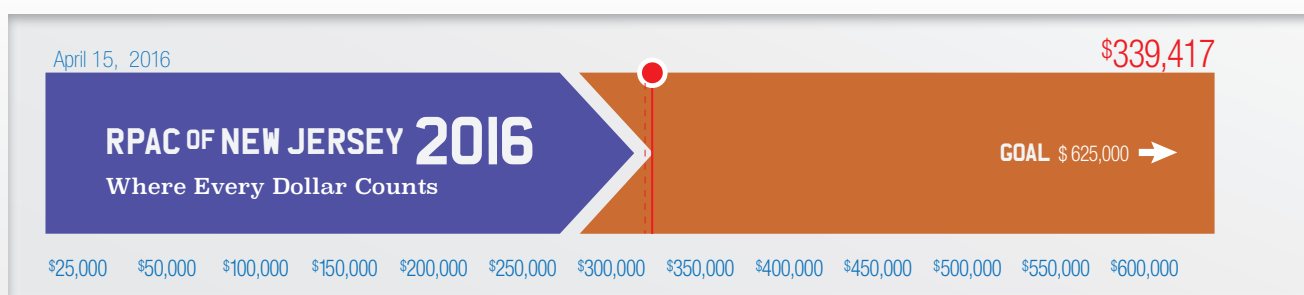 April 15, 2016
$339,417
RPAC OF NEW JERSEY 2016
Where Every Dollar Counts
GOAL $ 625,000
$25,000 $50,000 $100,000 $150,000 $200,000 $250,000 $300,000 $350,000 $400,000 $450,000 $500,000 $550,000 $600,000